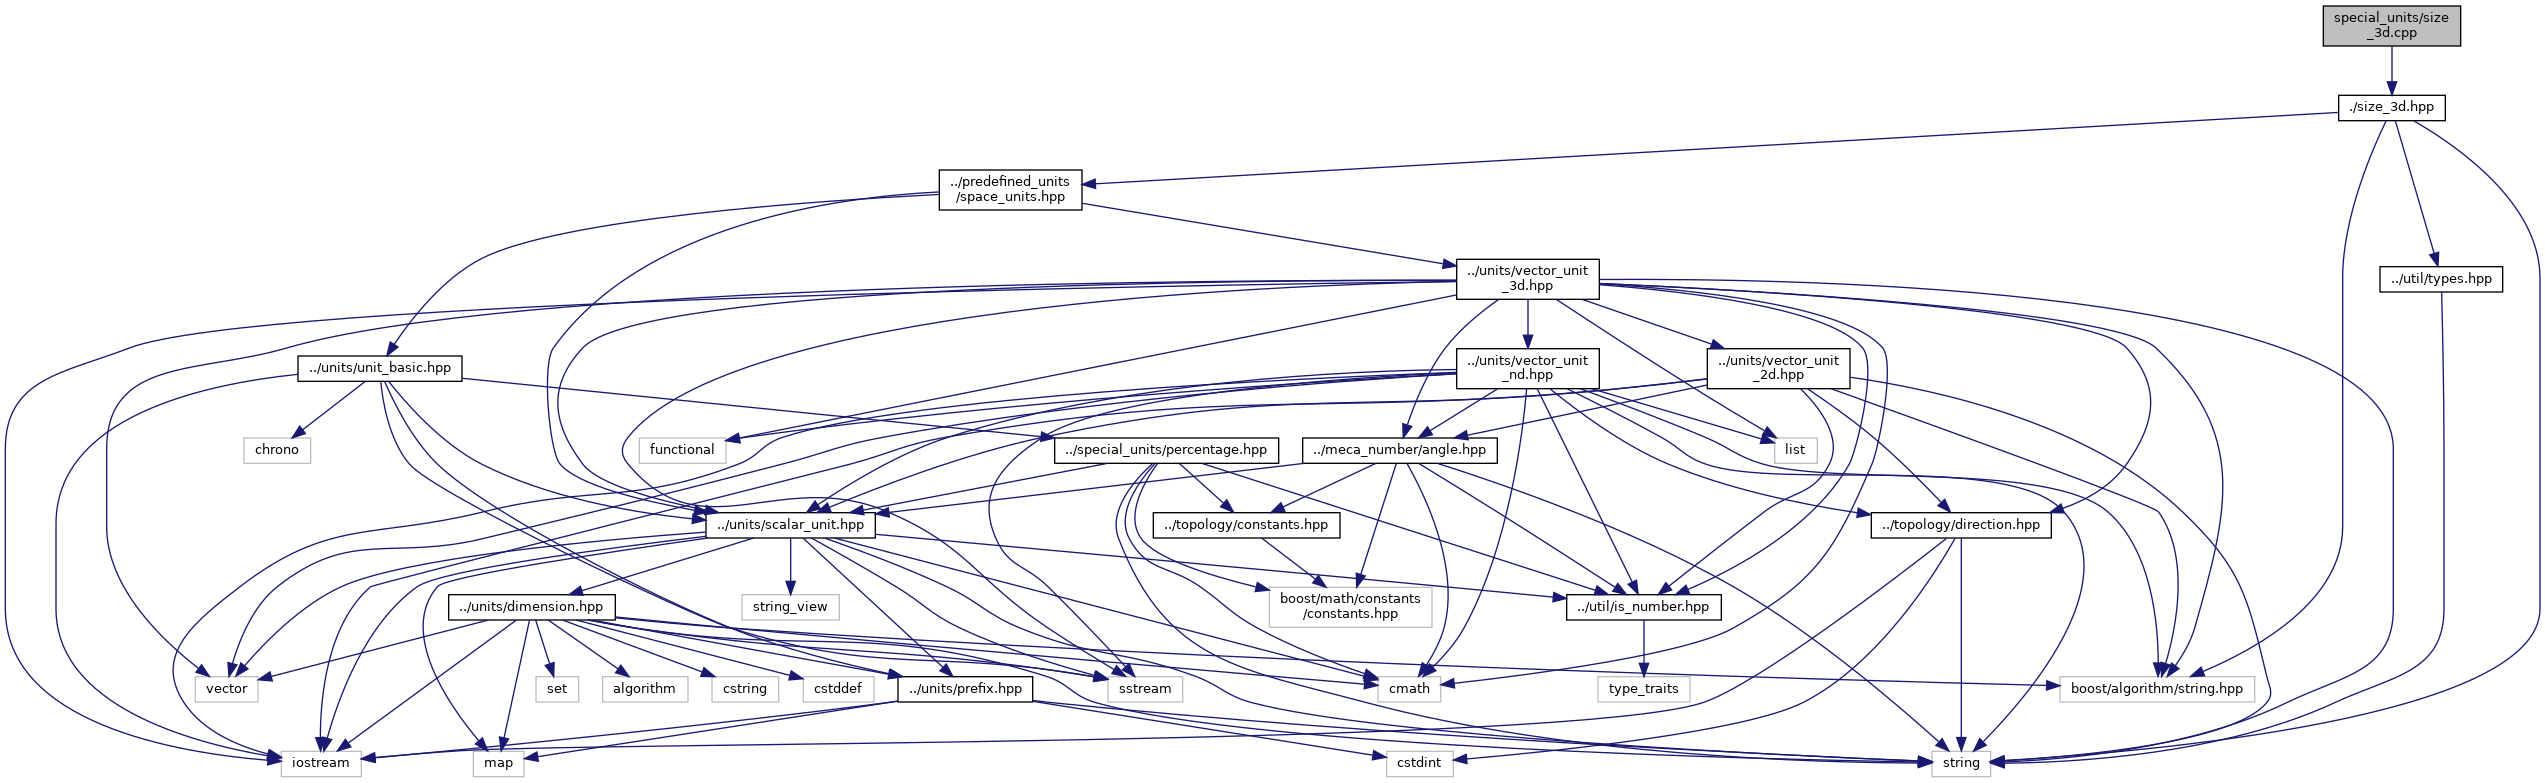 special_units/size
_3d.cpp
./size_3d.hpp
../predefined_units
/space_units.hpp
../units/vector_unit
_3d.hpp
../util/types.hpp
../units/unit_basic.hpp
../units/vector_unit
_nd.hpp
../units/vector_unit
_2d.hpp
chrono
functional
../special_units/percentage.hpp
../meca_number/angle.hpp
list
../units/scalar_unit.hpp
../topology/constants.hpp
../topology/direction.hpp
../units/dimension.hpp
string_view
boost/math/constants
/constants.hpp
../util/is_number.hpp
vector
set
algorithm
cstring
cstddef
../units/prefix.hpp
sstream
cmath
type_traits
boost/algorithm/string.hpp
iostream
map
cstdint
string